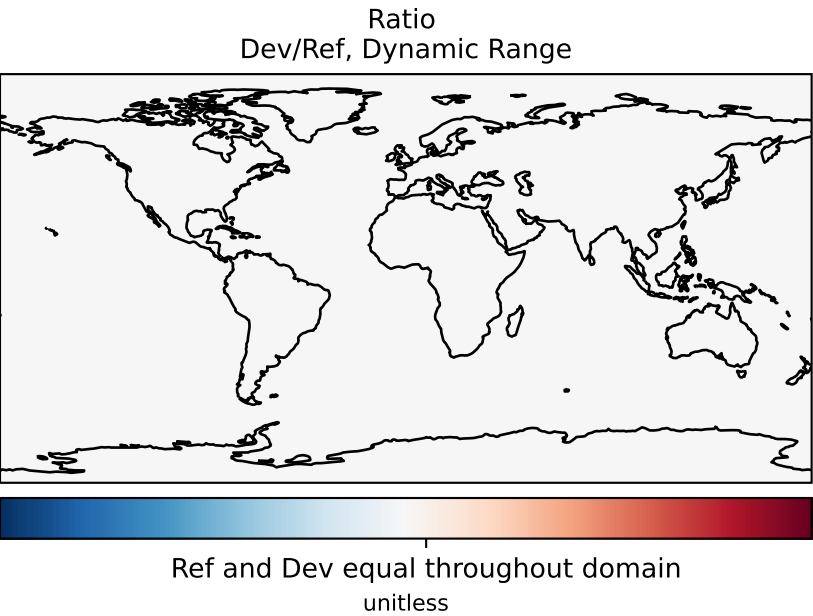 Ratio
Dev/Ref, Dynamic Range
Ref and Dev equal throughout domain
unitless